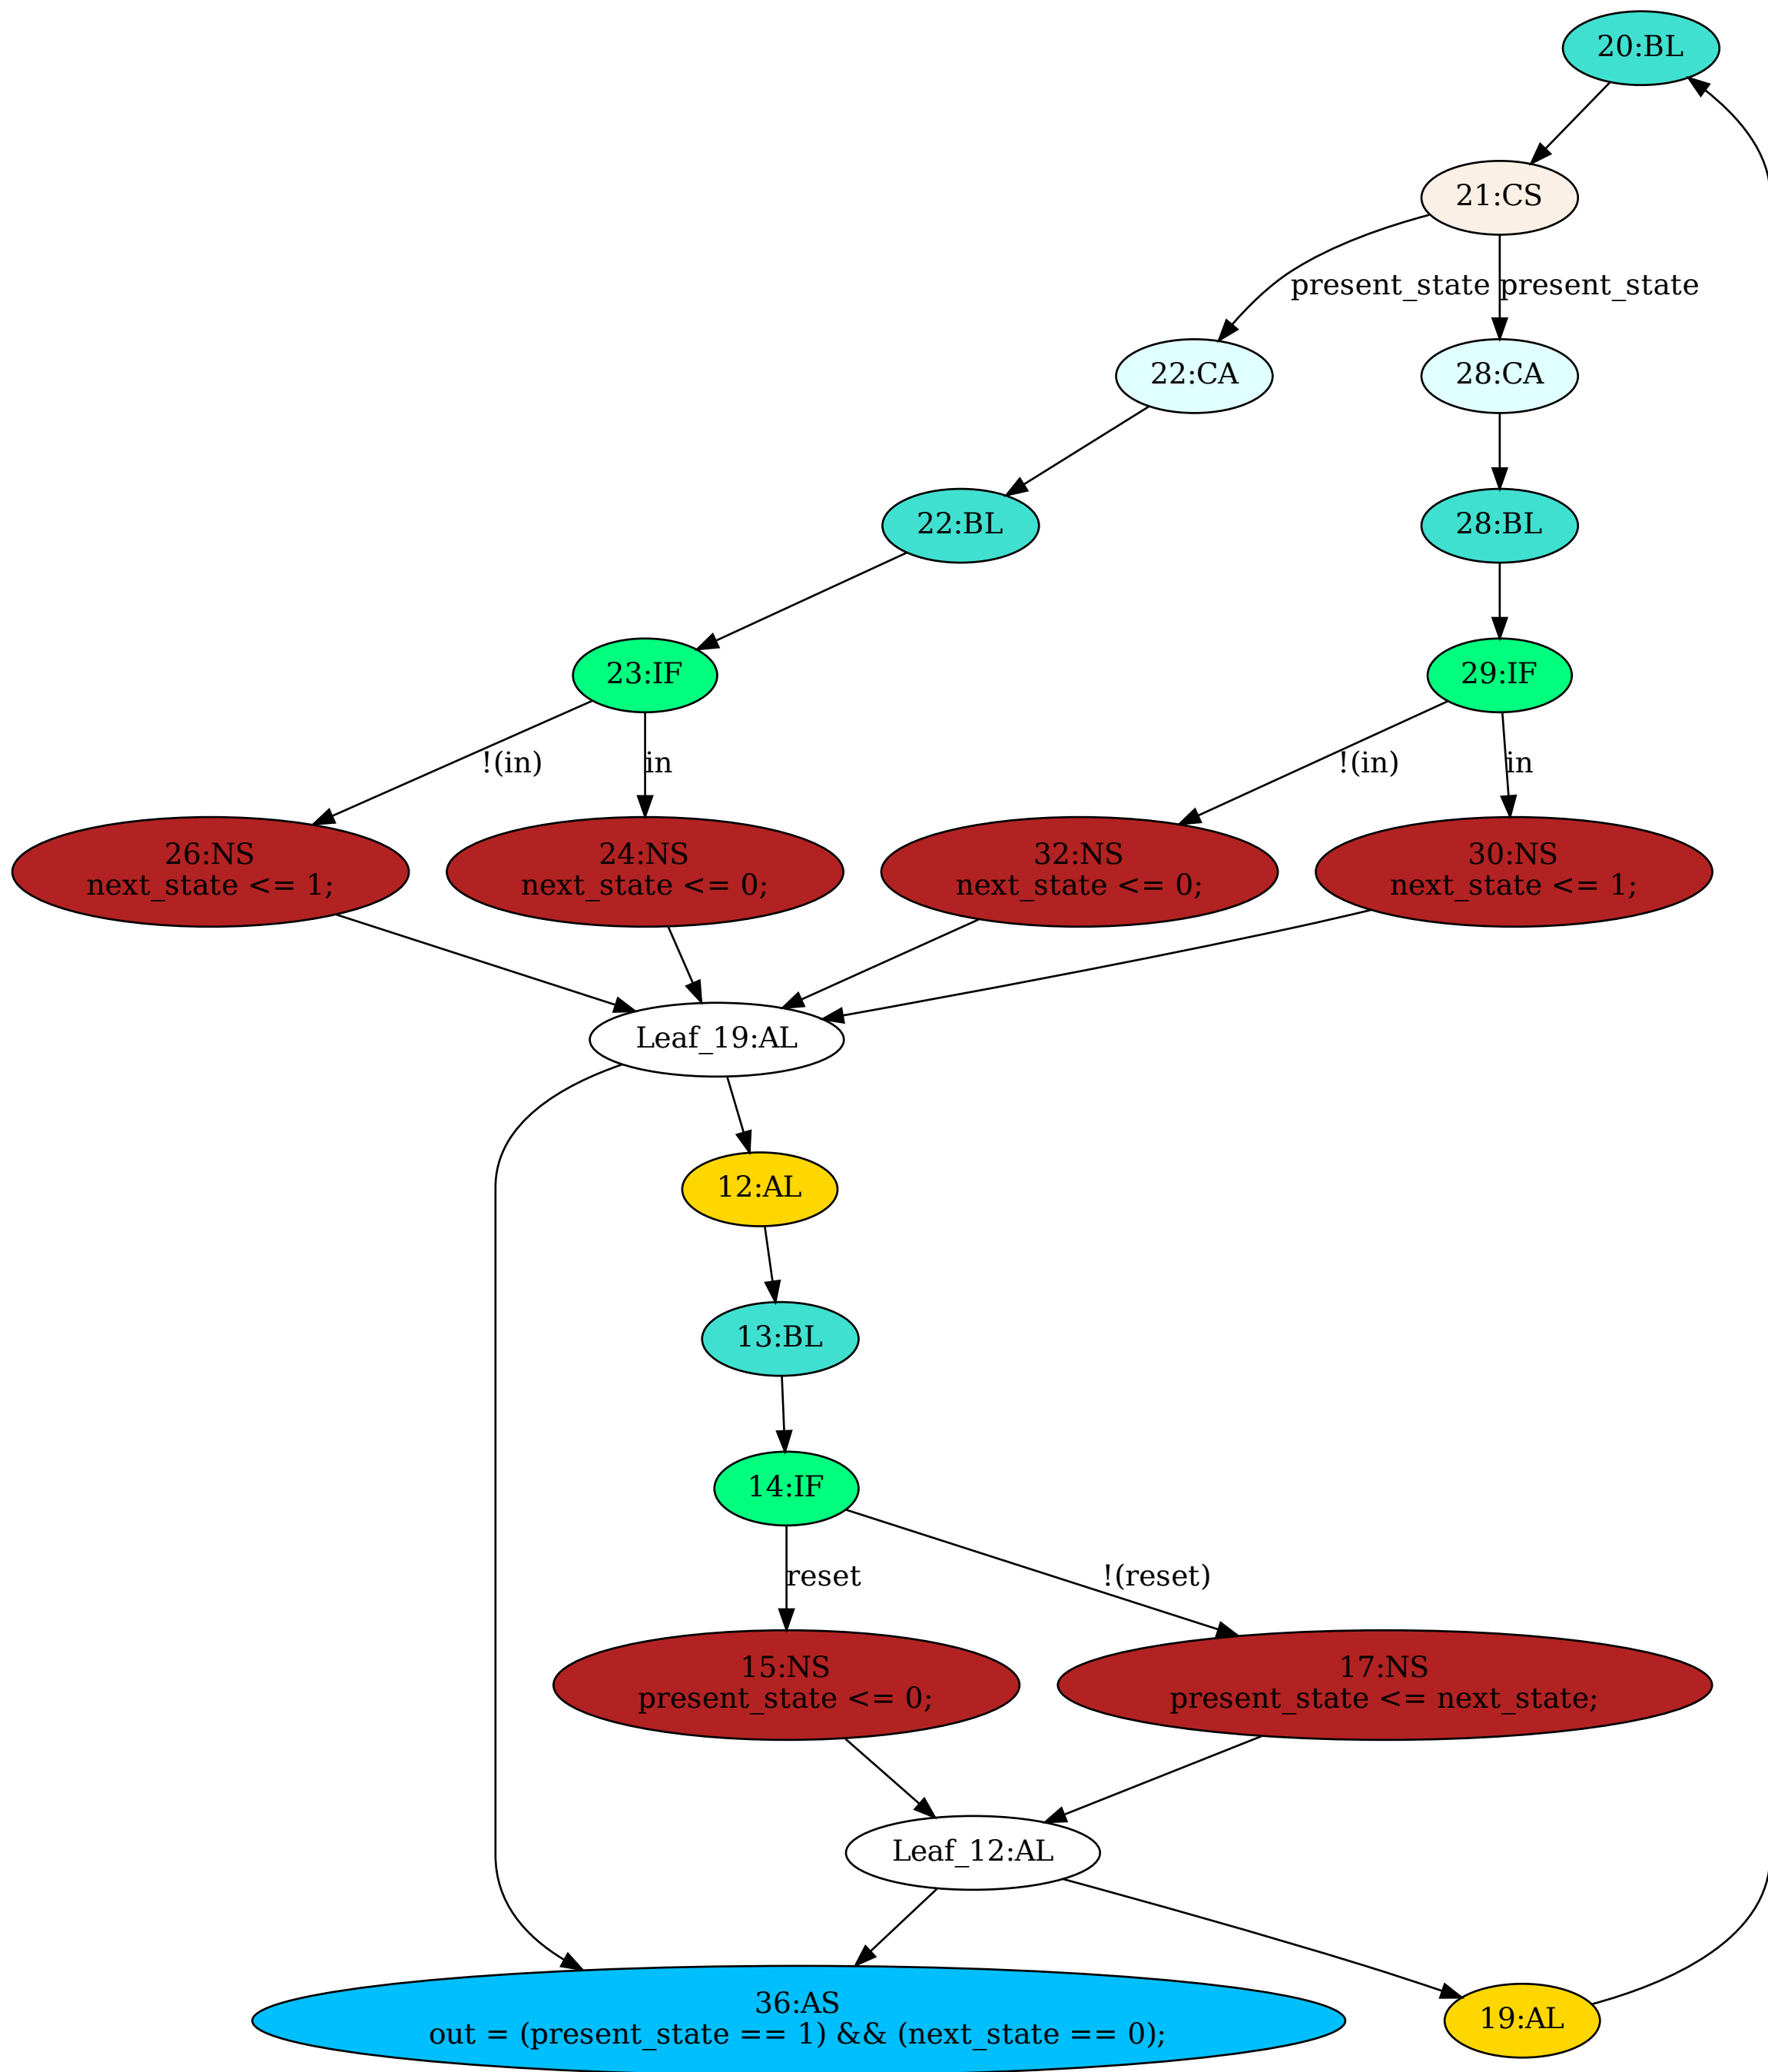 20:BL
21:CS
present_state
present_state
22:CA
28:CA
22:BL
28:BL
23:IF
29:IF
!(in)
in
!(in)
in
26:NS
next_state <= 1;
24:NS
next_state <= 0;
32:NS
next_state <= 0;
30:NS
next_state <= 1;
Leaf_19:AL
12:AL
13:BL
14:IF
reset
!(reset)
15:NS
present_state <= 0;
17:NS
present_state <= next_state;
Leaf_12:AL
36:AS
out = (present_state == 1) && (next_state == 0);
19:AL